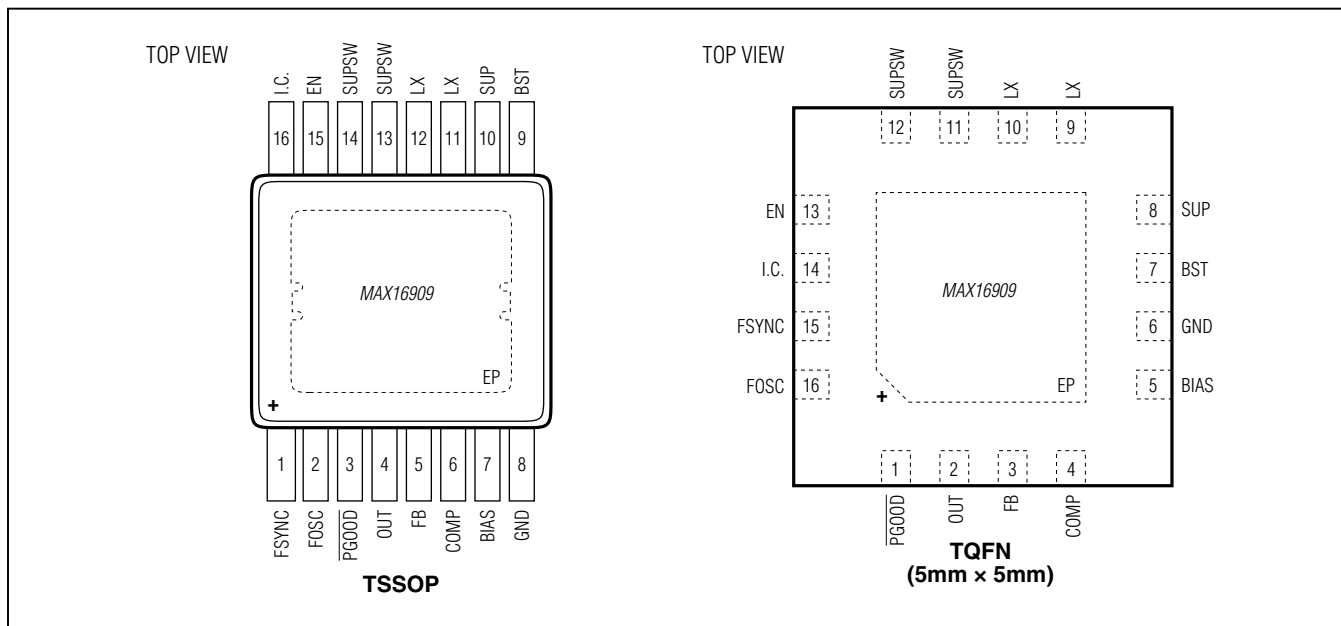 TOP VIEW
I.C.
EN
SUPSW
SUPSW
LX
LX
SUP
BST
16 15 14 13 12 11 10 9
MAX16909
EP
+
1 2 3 4 5 6 7 8
FSYNC
FOSC
PGOOD
OUT
FB
COMP
BIAS
GND
TSSOP
TOP VIEW
SUPSW
SUPSW
LX
LX
12 11 10 9
EN 13
I.C. 14
FSYNC 15
FOSC 16
8 SUP
7 BST
6 GND
5 BIAS
MAX16909
EP
+
1 2 3 4
PGOOD
OUT
FB
COMP
TQFN
(5mm × 5mm)